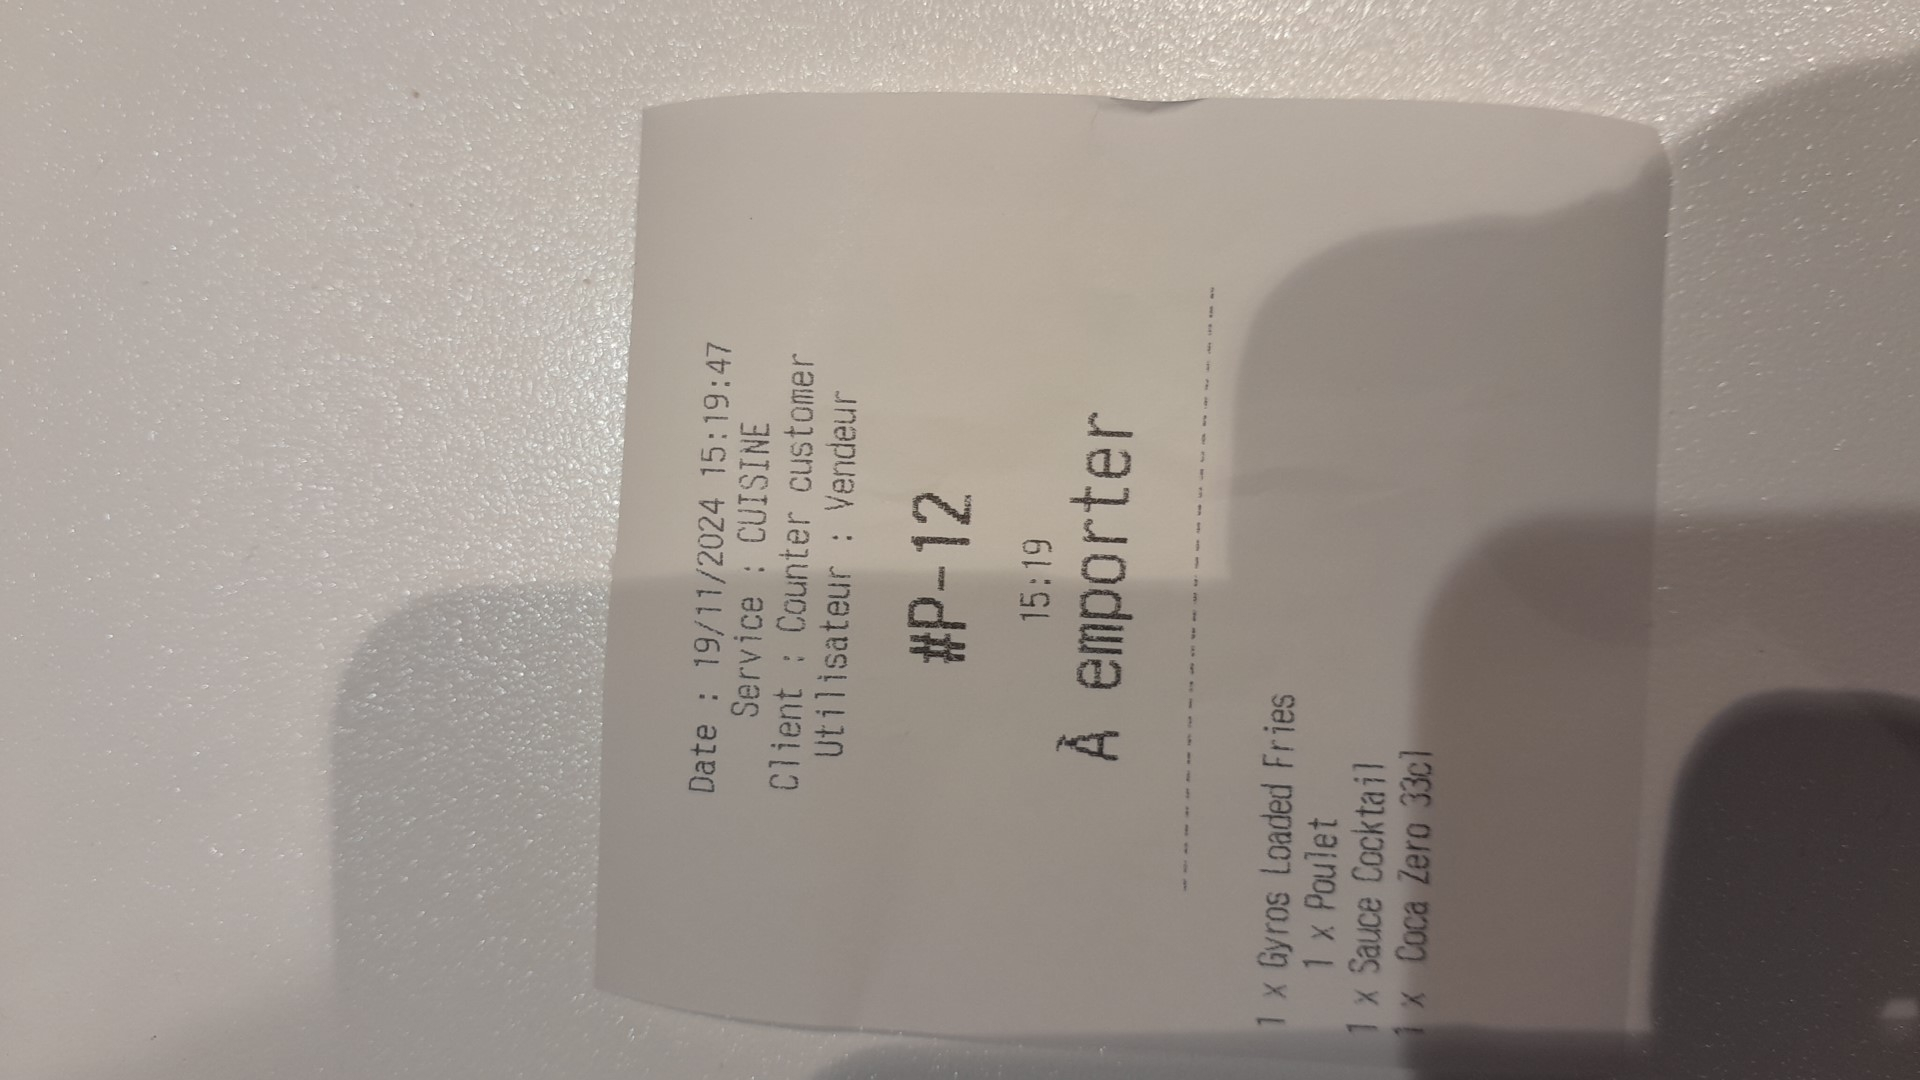 Date : 19/11/2024 15:19:47
Service : CUISINE
Client : Counter customer
Utilisateur : Vendeur
#P-12
15:19
À emporter
1 x Gyros Loaded Fries
1 x Poulet
1 x Sauce Cocktail
1 x Coca Zero 33cl